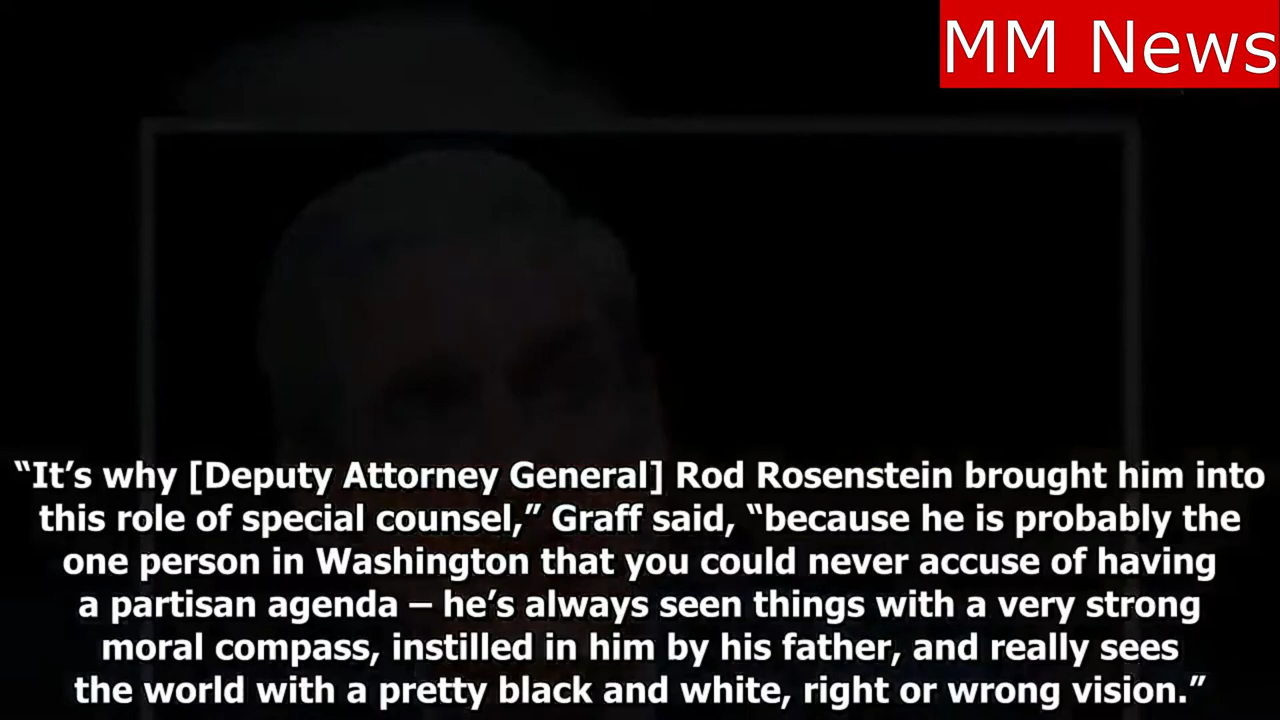 MM News
“It’s why [Deputy Attorney General] Rod Rosenstein brought him into
this role of special counsel,” Graff said, “because he is probably the
one person in Washington that you could never accuse of having
a partisan agenda – he’s always seen things with a very strong
moral compass, instilled in him by his father, and really sees
the world with a pretty black and white, right or wrong vision.”